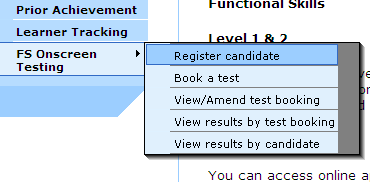 Prior Achievement
Learner Tracking
FS Onscreen
Testing
Functional Skills
Level 1 & 2
Register candidate
Book a test
View/Amend test booking
View results by test booking
View results by candidate
You can access online a